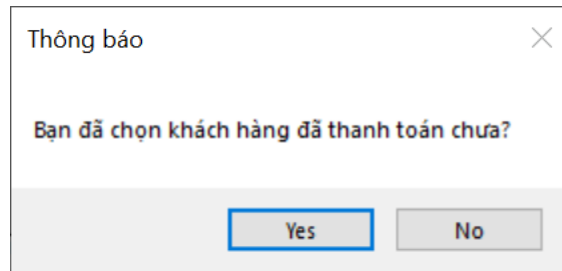 Thông báo
Bạn đã chọn khách hàng đã thanh toán chưa?
Yes No